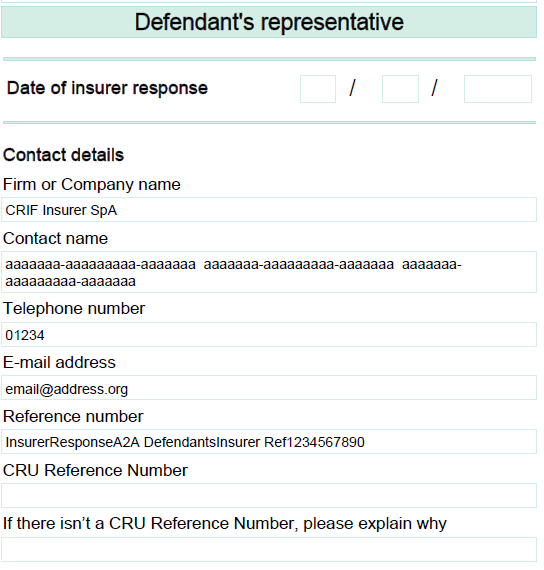 Defendant's representative
Date of insurer response / /
Contact details
Firm or Company name
CRIF Insurer SpA
Contact name
aaaaaaa-aaaaaaaaa-aaaaaaa aaaaaaa-aaaaaaaaa-aaaaaaa aaaaaaa-
aaaaaaaaa-aaaaaaa
Telephone number
01234
E-mail address
email@address.org
Reference number
InsurerResponseA2A DefendantsInsurer Ref1234567890
CRU Reference Number
If there isn't a CRU Reference Number, please explain why